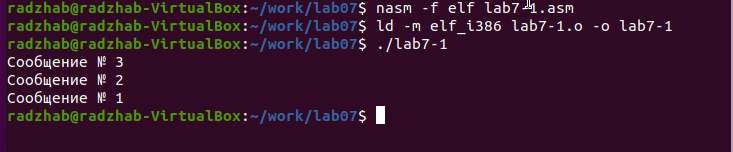 radzhab@radzhab-VirtualBox:~/work/lab07$ nasm -f elf lab7-1.asm
radzhab@radzhab-VirtualBox:~/work/lab07$ ld -m elf_i386 lab7-1.o -o lab7-1
radzhab@radzhab-VirtualBox:~/work/lab07$ ./lab7-1
Сообщение № 3
Сообщение № 2
Сообщение № 1
radzhab@radzhab-VirtualBox:~/work/lab07$